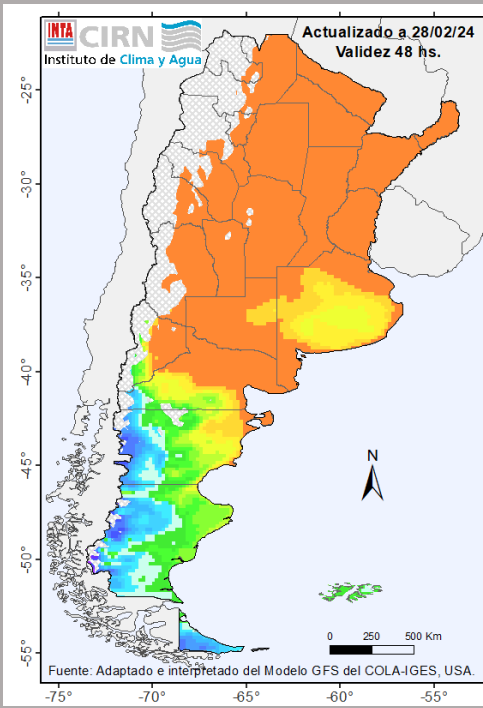 INTA CIRN
Instituto de Clima y Agua
Actualizado a 28/02/24
Validez 48 hs.
-25°
-30°
-35°
-40°
-45°
-50°
-55°
N
0 250 500 Km
Fuente: Adaptado e interpretado del Modelo GFS del COLA-IGES, USA.
-75° -70° -65° -60° -55°